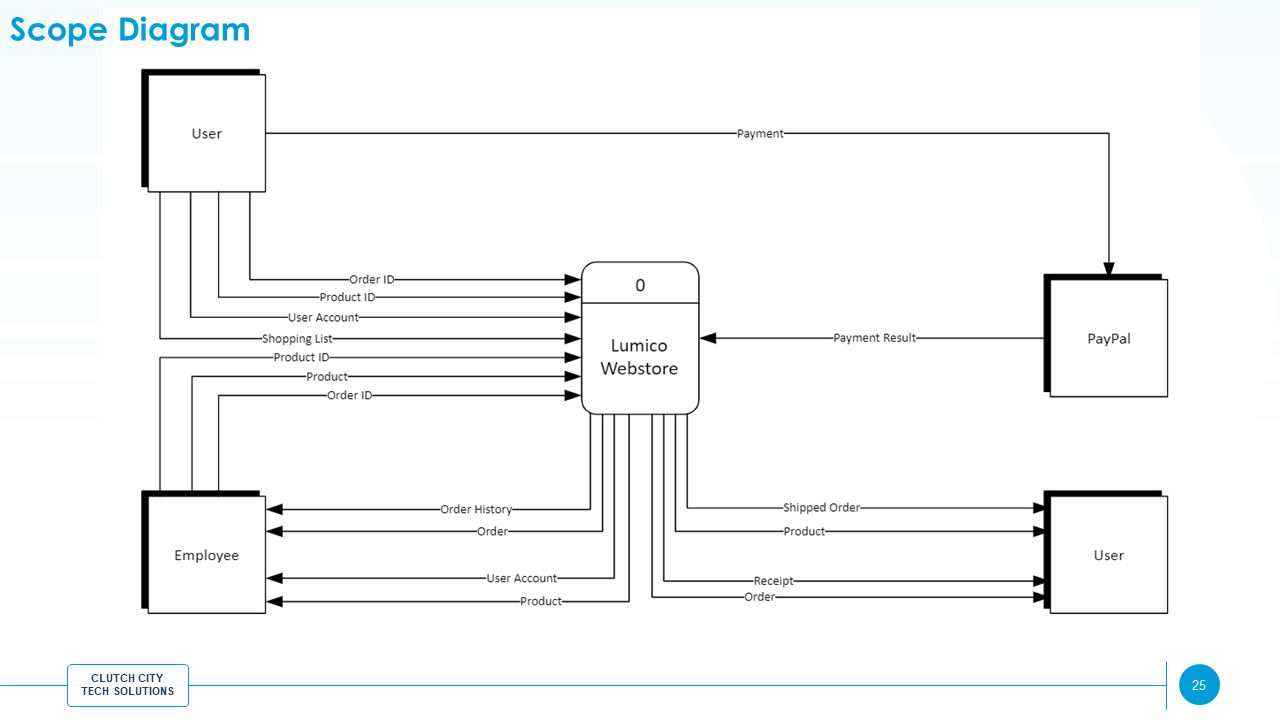 Scope Diagram
User
Payment
Order ID
Product ID
User Account
Shopping List
Product ID
Product
Order ID
0
Lumico
Webstore
Payment Result
PayPal
Order History
Order
User Account
Product
Employee
Shipped Order
Product
Receipt
Order
User
CLUTCH CITY
TECH SOLUTIONS
25